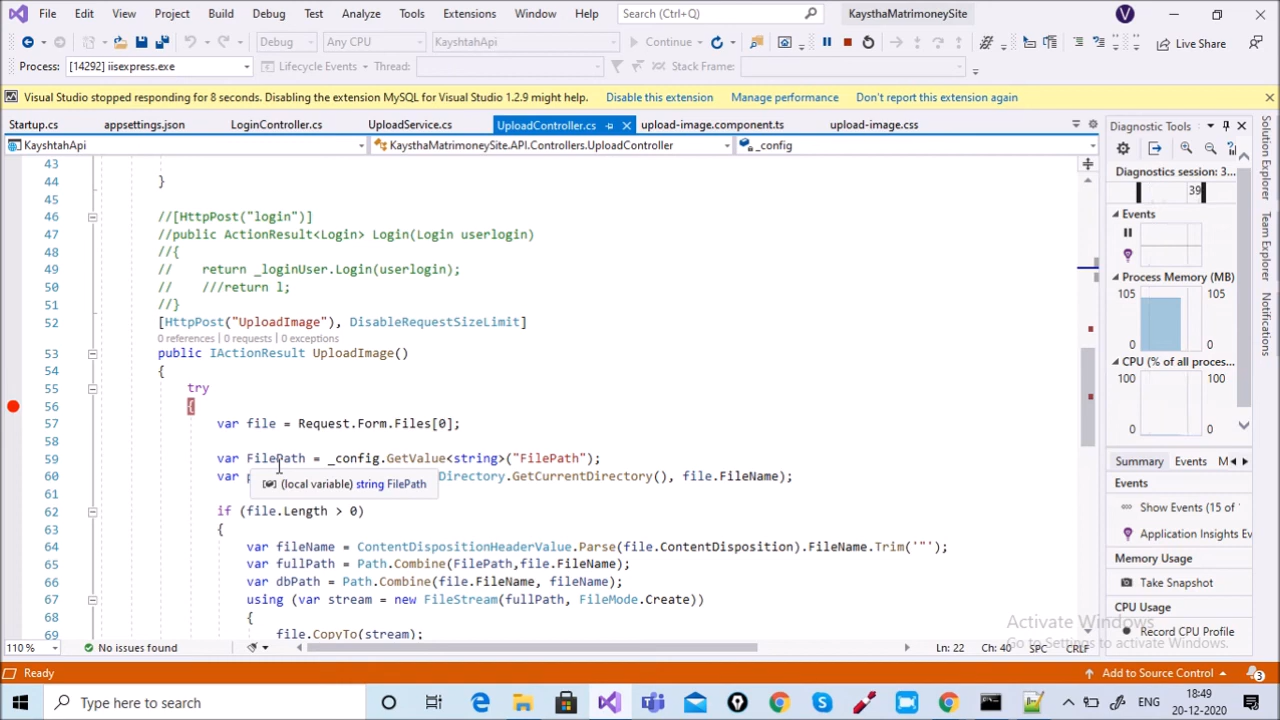 File Edit View Project Build Debug Test Analyze Tools Extensions Window Help Search (Ctrl+Q) KaysthaMatrimoneySite V
Debug Any CPU KayshtahApi Continue Live Share
Process: [14292] iisexpress.exe Lifecycle Events Thread: Stack Frame:
Visual Studio stopped responding for 8 seconds. Disabling the extension MySQL for Visual Studio 1.2.9 might help. Disable this extension Manage performance Don't report this extension again
Startup.cs appsettings.json LoginController.cs UploadService.cs UploadController.cs upload-image.component.ts upload-image.css
KayshtahApi KaysthaMatrimoneySite.API.Controllers.UploadController _config
43
44 }
45
46 //[HttpPost("login")]
47 //public ActionResult<Login> Login(Login userlogin)
48 //{
49 // return _loginUser.Login(userlogin);
50 // ///return l;
51 //}
52 [HttpPost("UploadImage"), DisableRequestSizeLimit]
0 references | 0 requests | 0 exceptions
53 public IActionResult UploadImage()
54 {
55 try
56 {
57 var file = Request.Form.Files[0];
58
59 var FilePath = _config.GetValue<string>("FilePath");
60 var p Directory.GetCurrentDirectory(), file.FileName);
(local variable) string FilePath
61
62 if (file.Length > 0)
63 {
64 var fileName = ContentDispositionHeaderValue.Parse(file.ContentDisposition).FileName.Trim('"');
65 var fullPath = Path.Combine(FilePath,file.FileName);
66 var dbPath = Path.Combine(file.FileName, fileName);
67 using (var stream = new FileStream(fullPath, FileMode.Create))
68 {
69 file.CopyTo(stream);
110 % No issues found Ln: 22 Ch: 40 SPC CRLF
Diagnostic Tools
Diagnostics session: 3...
39
Events
Process Memory (MB)
105 105
0 0
CPU (% of all proces...
100 100
0 0
Summary Events M
Events
Show Events (15 of
Application Insights Ev
Memory Usage
Take Snapshot
CPU Usage
Record CPU Profile
Solution Explorer
Team Explorer
Notifications
Activate Windows
Go to Settings to activate Windows.
Ready Add to Source Control 3
Type here to search ENG 18:49
20-12-2020